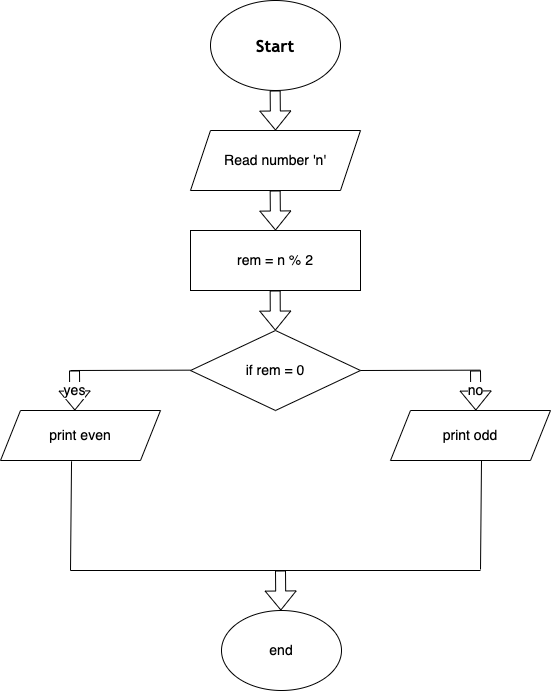 Start
Read number 'n'
rem = n % 2
if rem = 0
yes
no
print even
print odd
end